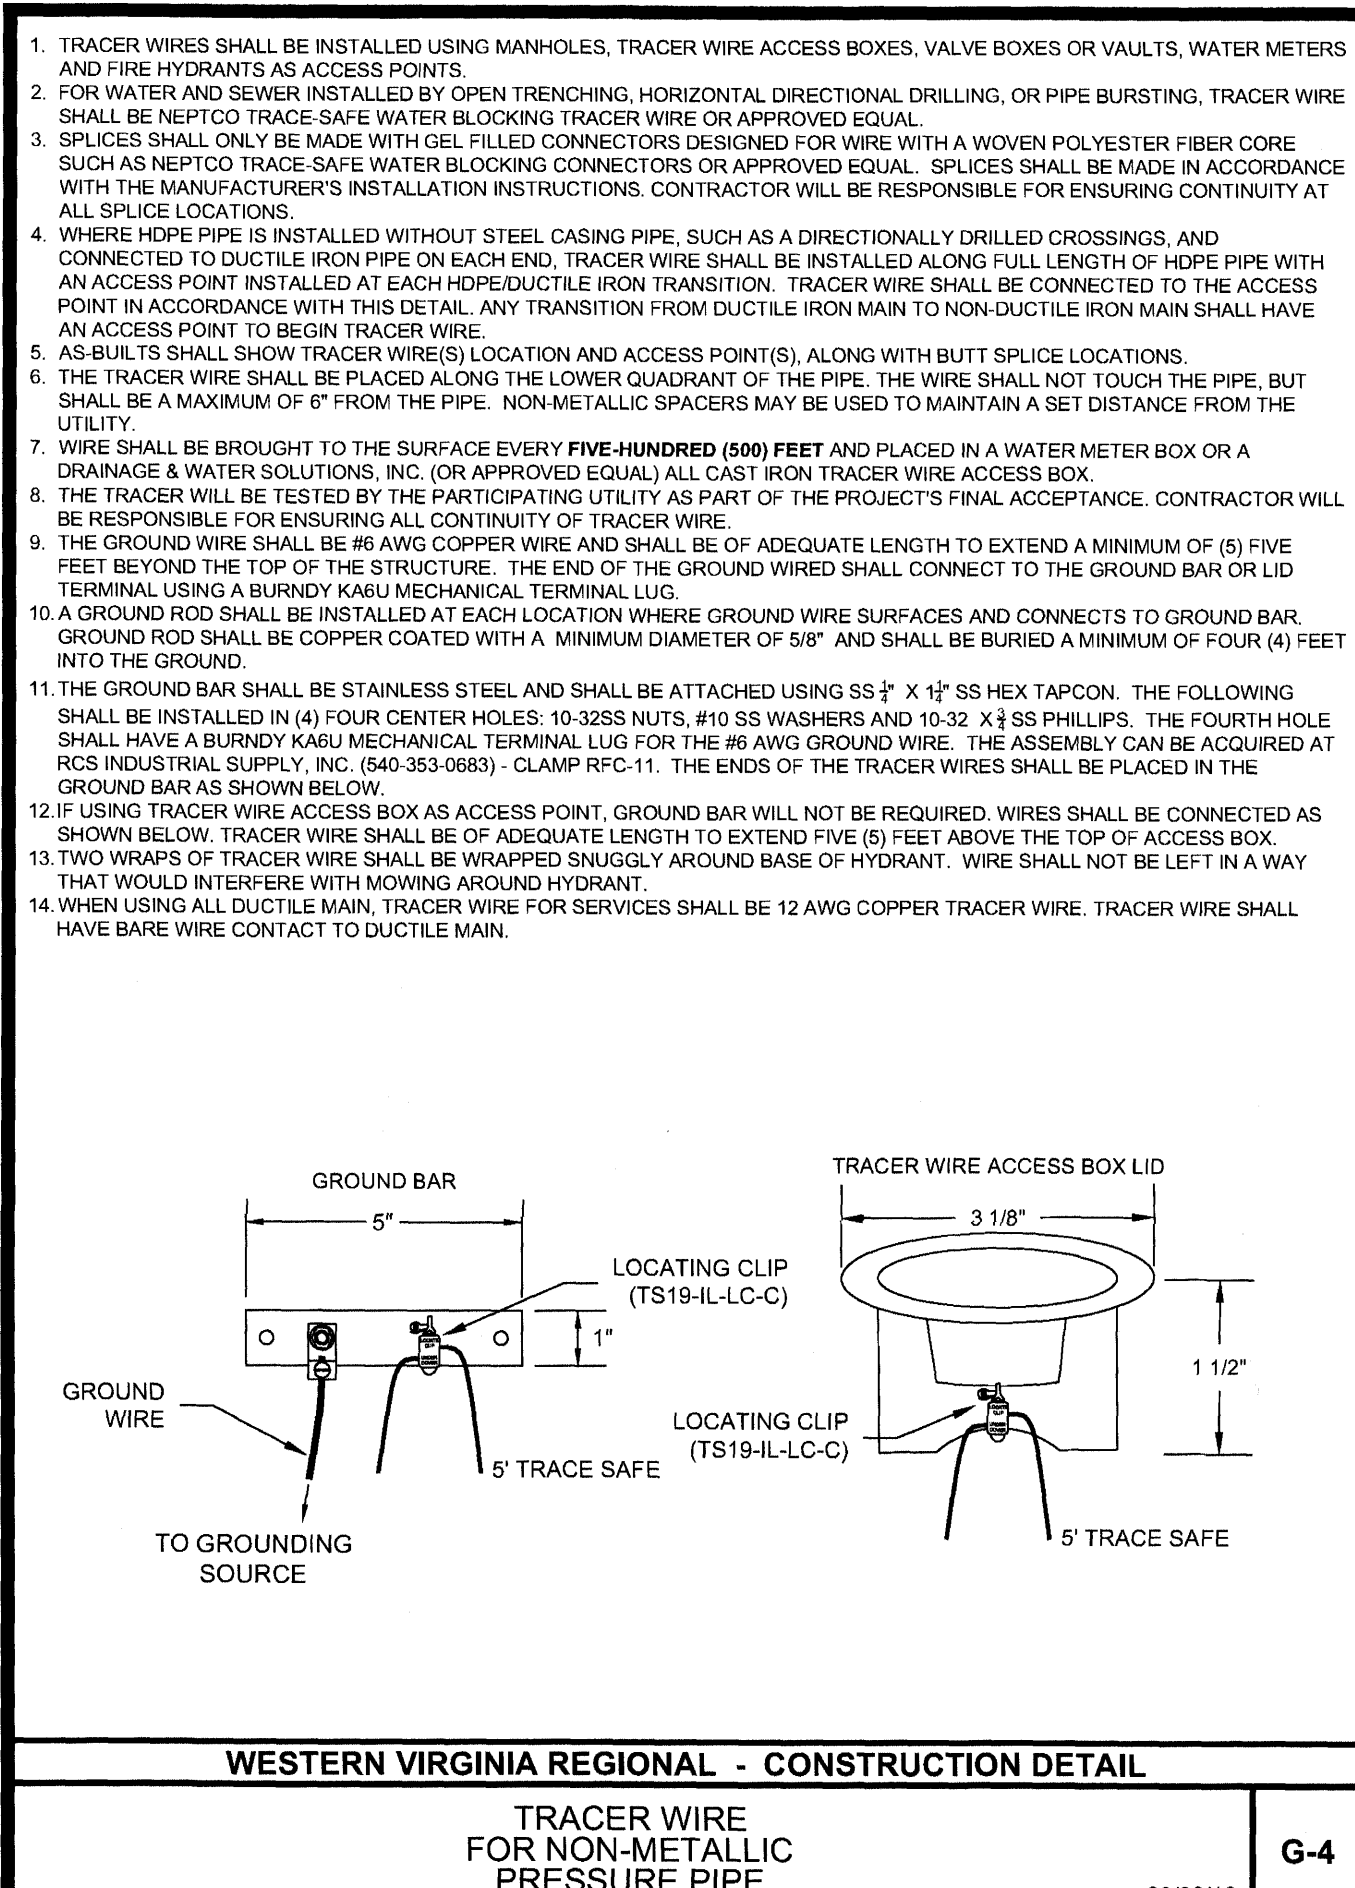 1. TRACER WIRES SHALL BE INSTALLED USING MANHOLES, TRACER WIRE ACCESS BOXES, VALVE BOXES OR VAULTS, WATER METERS
AND FIRE HYDRANTS AS ACCESS POINTS.
2. FOR WATER AND SEWER INSTALLED BY OPEN TRENCHING, HORIZONTAL DIRECTIONAL DRILLING, OR PIPE BURSTING, TRACER WIRE
SHALL BE NEPTCO TRACE-SAFE WATER BLOCKING TRACER WIRE OR APPROVED EQUAL.
3. SPLICES SHALL ONLY BE MADE WITH GEL FILLED CONNECTORS DESIGNED FOR WIRE WITH A WOVEN POLYESTER FIBER CORE
SUCH AS NEPTCO TRACE-SAFE WATER BLOCKING CONNECTORS OR APPROVED EQUAL. SPLICES SHALL BE MADE IN ACCORDANCE
WITH THE MANUFACTURER'S INSTALLATION INSTRUCTIONS. CONTRACTOR WILL BE RESPONSIBLE FOR ENSURING CONTINUITY AT
ALL SPLICE LOCATIONS.
4. WHERE HDPE PIPE IS INSTALLED WITHOUT STEEL CASING PIPE, SUCH AS A DIRECTIONALLY DRILLED CROSSINGS, AND
CONNECTED TO DUCTILE IRON PIPE ON EACH END, TRACER WIRE SHALL BE INSTALLED ALONG FULL LENGTH OF HDPE PIPE WITH
AN ACCESS POINT INSTALLED AT EACH HDPE/DUCTILE IRON TRANSITION. TRACER WIRE SHALL BE CONNECTED TO THE ACCESS
POINT IN ACCORDANCE WITH THIS DETAIL. ANY TRANSITION FROM DUCTILE IRON MAIN TO NON-DUCTILE IRON MAIN SHALL HAVE
AN ACCESS POINT TO BEGIN TRACER WIRE.
5. AS-BUILTS SHALL SHOW TRACER WIRE(S) LOCATION AND ACCESS POINT(S), ALONG WITH BUTT SPLICE LOCATIONS.
6. THE TRACER WIRE SHALL BE PLACED ALONG THE LOWER QUADRANT OF THE PIPE. THE WIRE SHALL NOT TOUCH THE PIPE, BUT
SHALL BE A MAXIMUM OF 6" FROM THE PIPE. NON-METALLIC SPACERS MAY BE USED TO MAINTAIN A SET DISTANCE FROM THE
UTILITY.
7. WIRE SHALL BE BROUGHT TO THE SURFACE EVERY FIVE-HUNDRED (500) FEET AND PLACED IN A WATER METER BOX OR A
DRAINAGE & WATER SOLUTIONS, INC. (OR APPROVED EQUAL) ALL CAST IRON TRACER WIRE ACCESS BOX.
8. THE TRACER WILL BE TESTED BY THE PARTICIPATING UTILITY AS PART OF THE PROJECT'S FINAL ACCEPTANCE. CONTRACTOR WILL
BE RESPONSIBLE FOR ENSURING ALL CONTINUITY OF TRACER WIRE.
9. THE GROUND WIRE SHALL BE #6 AWG COPPER WIRE AND SHALL BE OF ADEQUATE LENGTH TO EXTEND A MINIMUM OF (5) FIVE
FEET BEYOND THE TOP OF THE STRUCTURE. THE END OF THE GROUND WIRED SHALL CONNECT TO THE GROUND BAR OR LID
TERMINAL USING A BURNDY KA6U MECHANICAL TERMINAL LUG.
10. A GROUND ROD SHALL BE INSTALLED AT EACH LOCATION WHERE GROUND WIRE SURFACES AND CONNECTS TO GROUND BAR.
GROUND ROD SHALL BE COPPER COATED WITH A MINIMUM DIAMETER OF 5/8" AND SHALL BE BURIED A MINIMUM OF FOUR (4) FEET
INTO THE GROUND.
11. THE GROUND BAR SHALL BE STAINLESS STEEL AND SHALL BE ATTACHED USING SS 1/4" X 1 1/4" SS HEX TAPCON. THE FOLLOWING
SHALL BE INSTALLED IN (4) FOUR CENTER HOLES: 10-32SS NUTS, #10 SS WASHERS AND 10-32 X 3/4 SS PHILLIPS. THE FOURTH HOLE
SHALL HAVE A BURNDY KA6U MECHANICAL TERMINAL LUG FOR THE #6 AWG GROUND WIRE. THE ASSEMBLY CAN BE ACQUIRED AT
RCS INDUSTRIAL SUPPLY, INC. (540-353-0683) - CLAMP RFC-11. THE ENDS OF THE TRACER WIRES SHALL BE PLACED IN THE
GROUND BAR AS SHOWN BELOW.
12. IF USING TRACER WIRE ACCESS BOX AS ACCESS POINT, GROUND BAR WILL NOT BE REQUIRED. WIRES SHALL BE CONNECTED AS
SHOWN BELOW. TRACER WIRE SHALL BE OF ADEQUATE LENGTH TO EXTEND FIVE (5) FEET ABOVE THE TOP OF ACCESS BOX.
13. TWO WRAPS OF TRACER WIRE SHALL BE WRAPPED SNUGGLY AROUND BASE OF HYDRANT. WIRE SHALL NOT BE LEFT IN A WAY
THAT WOULD INTERFERE WITH MOWING AROUND HYDRANT.
14. WHEN USING ALL DUCTILE MAIN, TRACER WIRE FOR SERVICES SHALL BE 12 AWG COPPER TRACER WIRE. TRACER WIRE SHALL
HAVE BARE WIRE CONTACT TO DUCTILE MAIN.
GROUND BAR
5"
LOCATING CLIP
(TS19-IL-LC-C)
1"
LOCATE
CLIP
UNDER
COVER
GROUND
WIRE
5' TRACE SAFE
TO GROUNDING
SOURCE
TRACER WIRE ACCESS BOX LID
3 1/8"
1 1/2"
LOCATING CLIP
(TS19-IL-LC-C)
LOCATE
CLIP
UNDER
COVER
5' TRACE SAFE
WESTERN VIRGINIA REGIONAL - CONSTRUCTION DETAIL
TRACER WIRE
FOR NON-METALLIC
PRESSURE PIPE
G-4